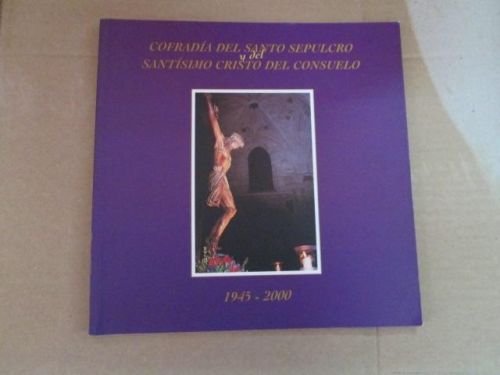 COFRADÍA DEL SANTO SEPULCRO
y del
SANTÍSIMO CRISTO DEL CONSUELO
1945 - 2000